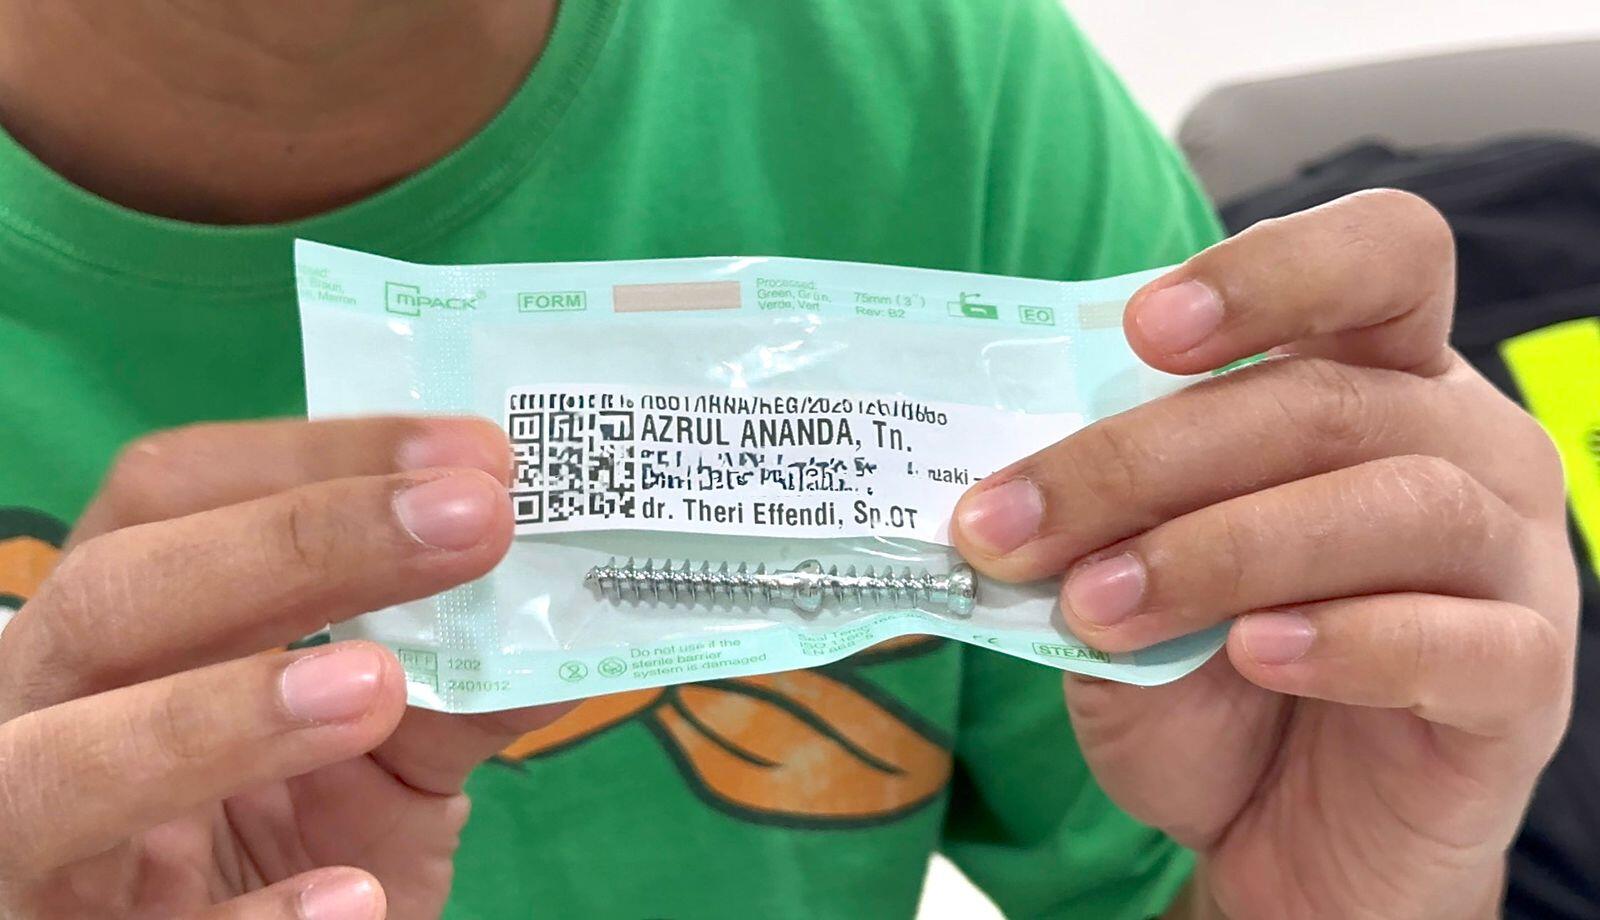 mPACK®
FORM
Processed:
Green, Grün,
Verde, Vert
75mm (3")
Rev: B2
EO
Marron
AZRUL ANANDA, Tn.
dr. Theri Effendi, Sp.OT
REF 1202
2401012
Do not use if the
sterile barrier
system is damaged
STEAM